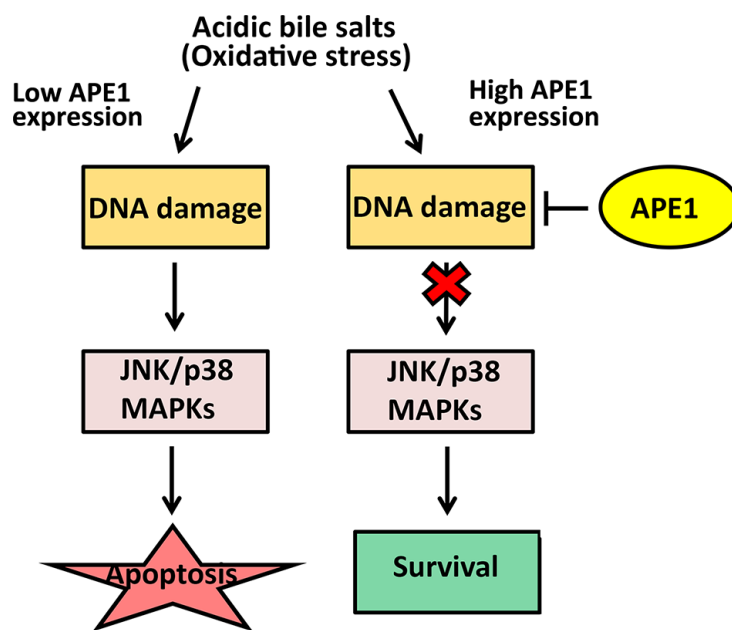 Acidic bile salts
(Oxidative stress)
Low APE1
expression
High APE1
expression
DNA damage
DNA damage
APE1
JNK/p38
MAPKs
JNK/p38
MAPKs
Apoptosis
Survival